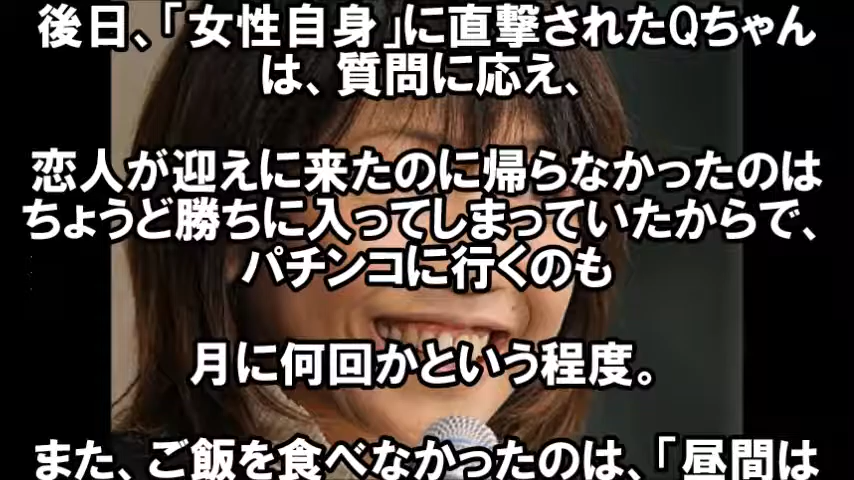 後日、「女性自身」に直撃されたQちゃん
は、質問に応え、
恋人が迎えに来たのに帰らなかったのは
ちょうど勝ちに入ってしまっていたからで、
パチンコに行くのも
月に何回かという程度。
また、ご飯を食べなかったのは、「昼間は